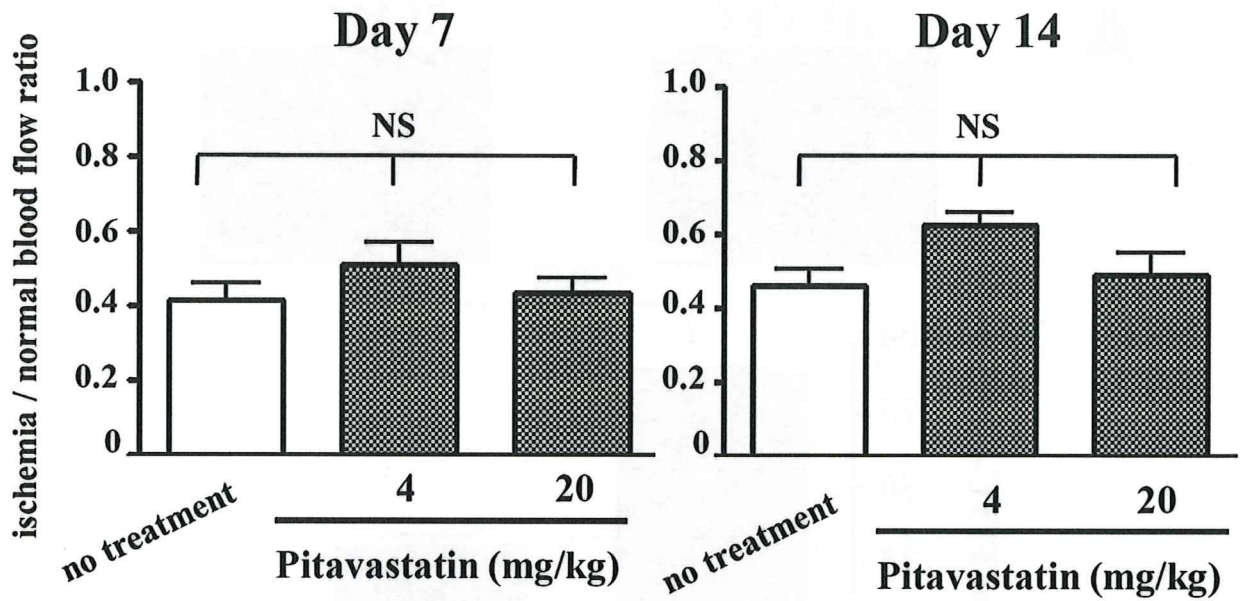 Day 7
ischemia / normal blood flow ratio
1.0
0.8
0.6
0.4
0.2
0
NS
no treatment
4
20
Pitavastatin (mg/kg)
Day 14
1.0
0.8
0.6
0.4
0.2
0
NS
no treatment
4
20
Pitavastatin (mg/kg)